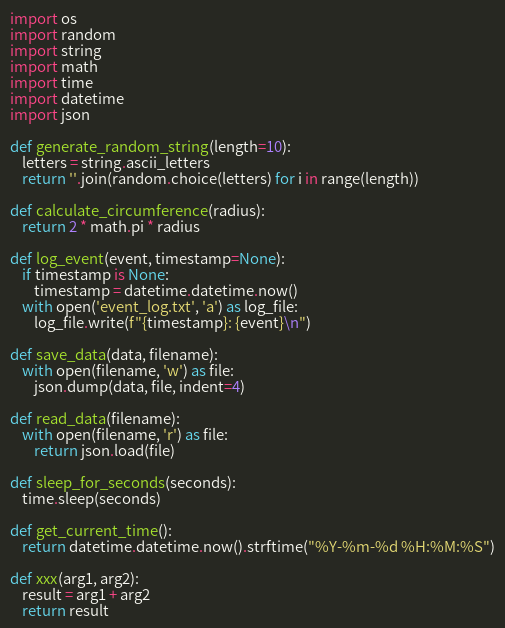 import os
import random
import string
import math
import time
import datetime
import json

def generate_random_string(length=10):
    letters = string.ascii_letters
    return ''.join(random.choice(letters) for i in range(length))

def calculate_circumference(radius):
    return 2 * math.pi * radius

def log_event(event, timestamp=None):
    if timestamp is None:
        timestamp = datetime.datetime.now()
    with open('event_log.txt', 'a') as log_file:
        log_file.write(f"{timestamp}: {event}\n")

def save_data(data, filename):
    with open(filename, 'w') as file:
        json.dump(data, file, indent=4)

def read_data(filename):
    with open(filename, 'r') as file:
        return json.load(file)

def sleep_for_seconds(seconds):
    time.sleep(seconds)

def get_current_time():
    return datetime.datetime.now().strftime("%Y-%m-%d %H:%M:%S")

def xxx(arg1, arg2):
    result = arg1 + arg2
    return result